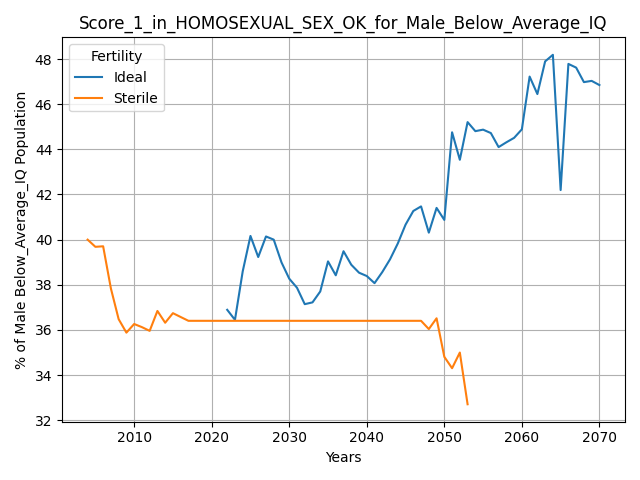 Score_1_in_HOMOSEXUAL_SEX_OK_for_Male_Below_Average_IQ
Fertility
Ideal
Sterile
% of Male Below_Average_IQ Population
48
46
44
42
40
38
36
34
32
2010
2020
2030
2040
2050
2060
2070
Years